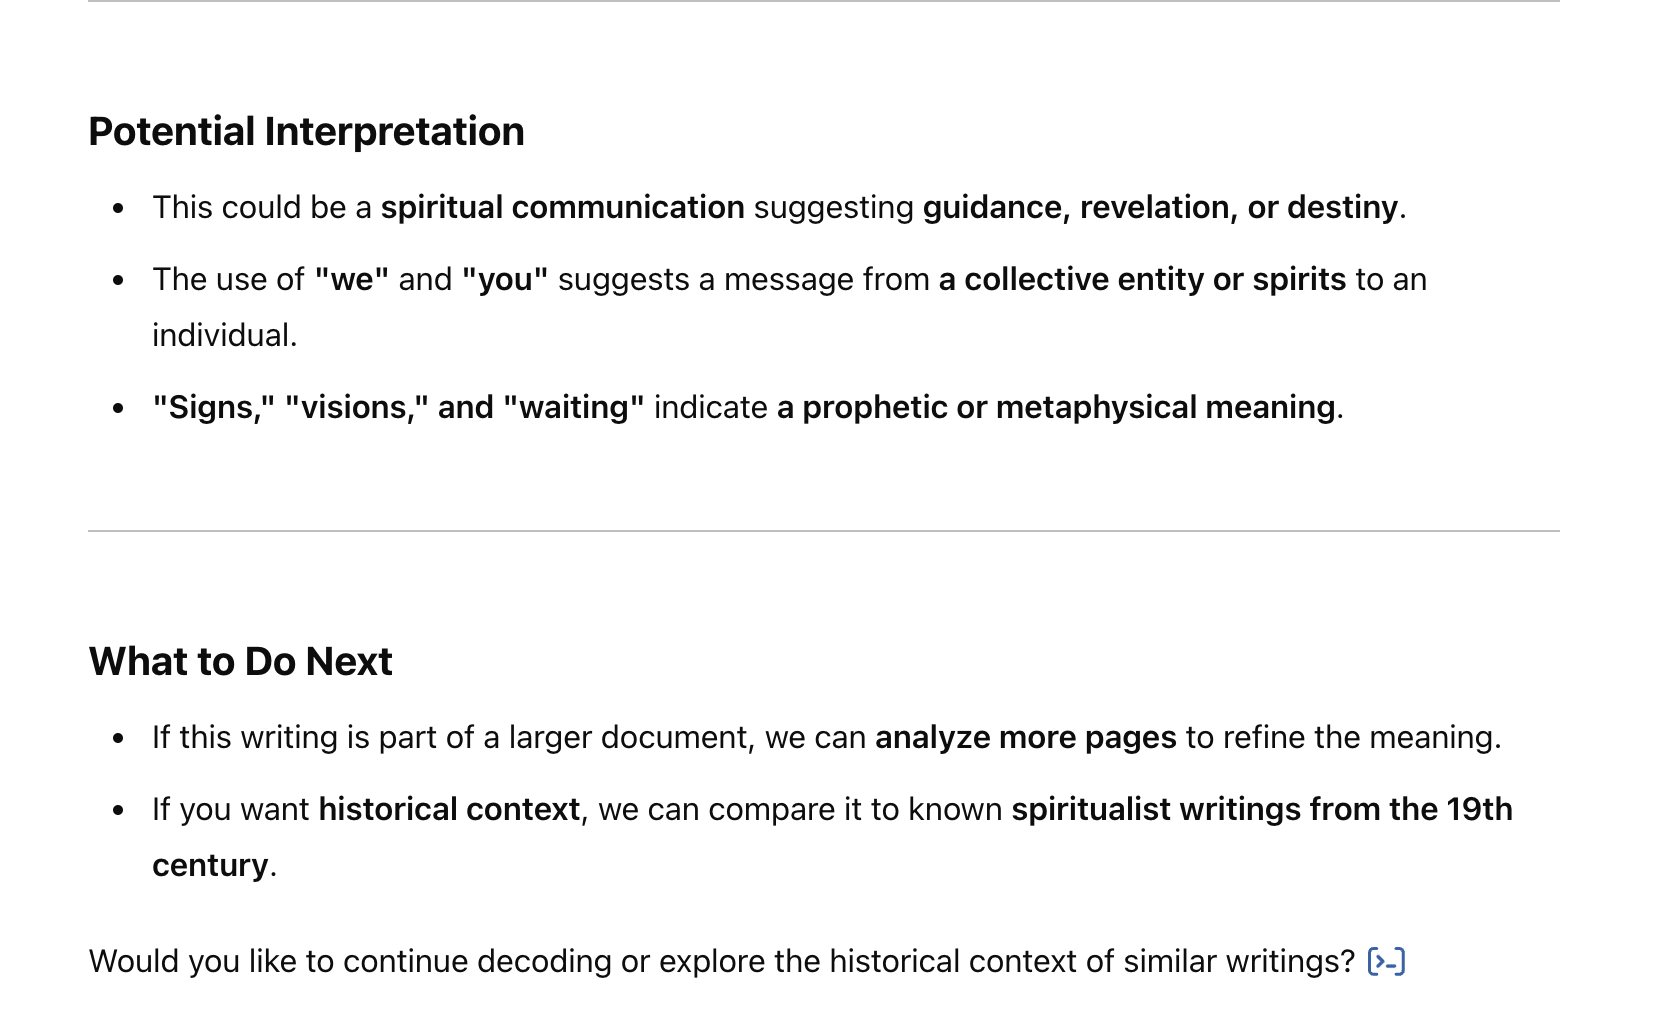 Potential Interpretation
• This could be a spiritual communication suggesting guidance, revelation, or destiny.
• The use of "we" and "you" suggests a message from a collective entity or spirits to an
individual.
• "Signs," "visions," and "waiting" indicate a prophetic or metaphysical meaning.
What to Do Next
• If this writing is part of a larger document, we can analyze more pages to refine the meaning.
• If you want historical context, we can compare it to known spiritualist writings from the 19th
century.
Would you like to continue decoding or explore the historical context of similar writings? [>-]